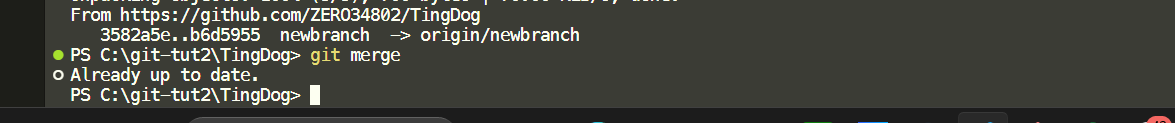 From https://github.com/ZERO34802/TingDog
3582a5e..b6d5955 newbranch -> origin/newbranch
PS C:\git-tut2\TingDog> git merge
Already up to date.
PS C:\git-tut2\TingDog>